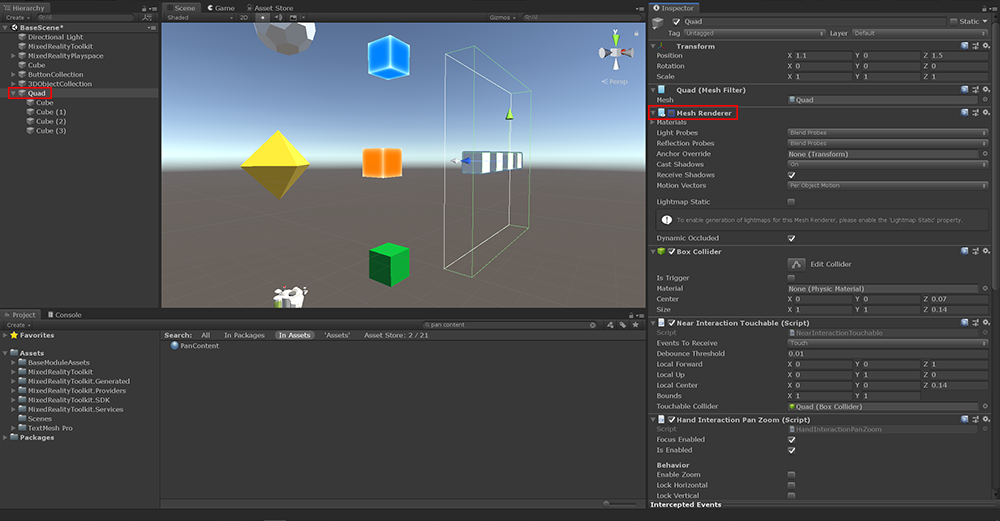 Hierarchy
Create
All
BaseScene*
Directional Light
MixedRealityToolkit
MixedRealityPlayspace
Cube
ButtonCollection
3DObjectCollection
Quad
Cube
Cube (1)
Cube (2)
Cube (3)
Scene Game Asset Store
Shaded 2D Gizmos All
y
Persp
Project Console
Create
pan content
Favorites
Assets
BaseModuleAssets
MixedRealityToolkit
MixedRealityToolkit.Generated
MixedRealityToolkit.Providers
MixedRealityToolkit.SDK
MixedRealityToolkit.Services
Scenes
TextMesh Pro
Packages
Search: All In Packages In Assets 'Assets' Asset Store: 2 / 21
PanContent
Inspector
Quad Static
Tag Untagged Layer Default
Transform
Position X 1.1 Y 0 Z 1.5
Rotation X 0 Y 0 Z 0
Scale X 1 Y 1 Z 1
Quad (Mesh Filter)
Mesh Quad
Mesh Renderer
Materials
Light Probes Blend Probes
Reflection Probes Blend Probes
Anchor Override None (Transform)
Cast Shadows On
Receive Shadows
Motion Vectors Per Object Motion
Lightmap Static
To enable generation of lightmaps for this Mesh Renderer, please enable the 'Lightmap Static' property.
Dynamic Occluded
Box Collider
Edit Collider
Is Trigger
Material None (Physic Material)
Center X 0 Y 0 Z 0.07
Size X 1 Y 1 Z 0.14
Near Interaction Touchable (Script)
Script NearInteractionTouchable
Events To Receive Touch
Debounce Threshold 0.01
Local Forward X 0 Y 0 Z 1
Local Up X 0 Y 1 Z 0
Local Center X 0 Y 0 Z 0.14
Bounds X 1 Y 1
Touchable Collider Quad (Box Collider)
Hand Interaction Pan Zoom (Script)
Script HandInteractionPanZoom
Focus Enabled
Is Enabled
Behavior
Enable Zoom
Lock Horizontal
Lock Vertical
Intercepted Events